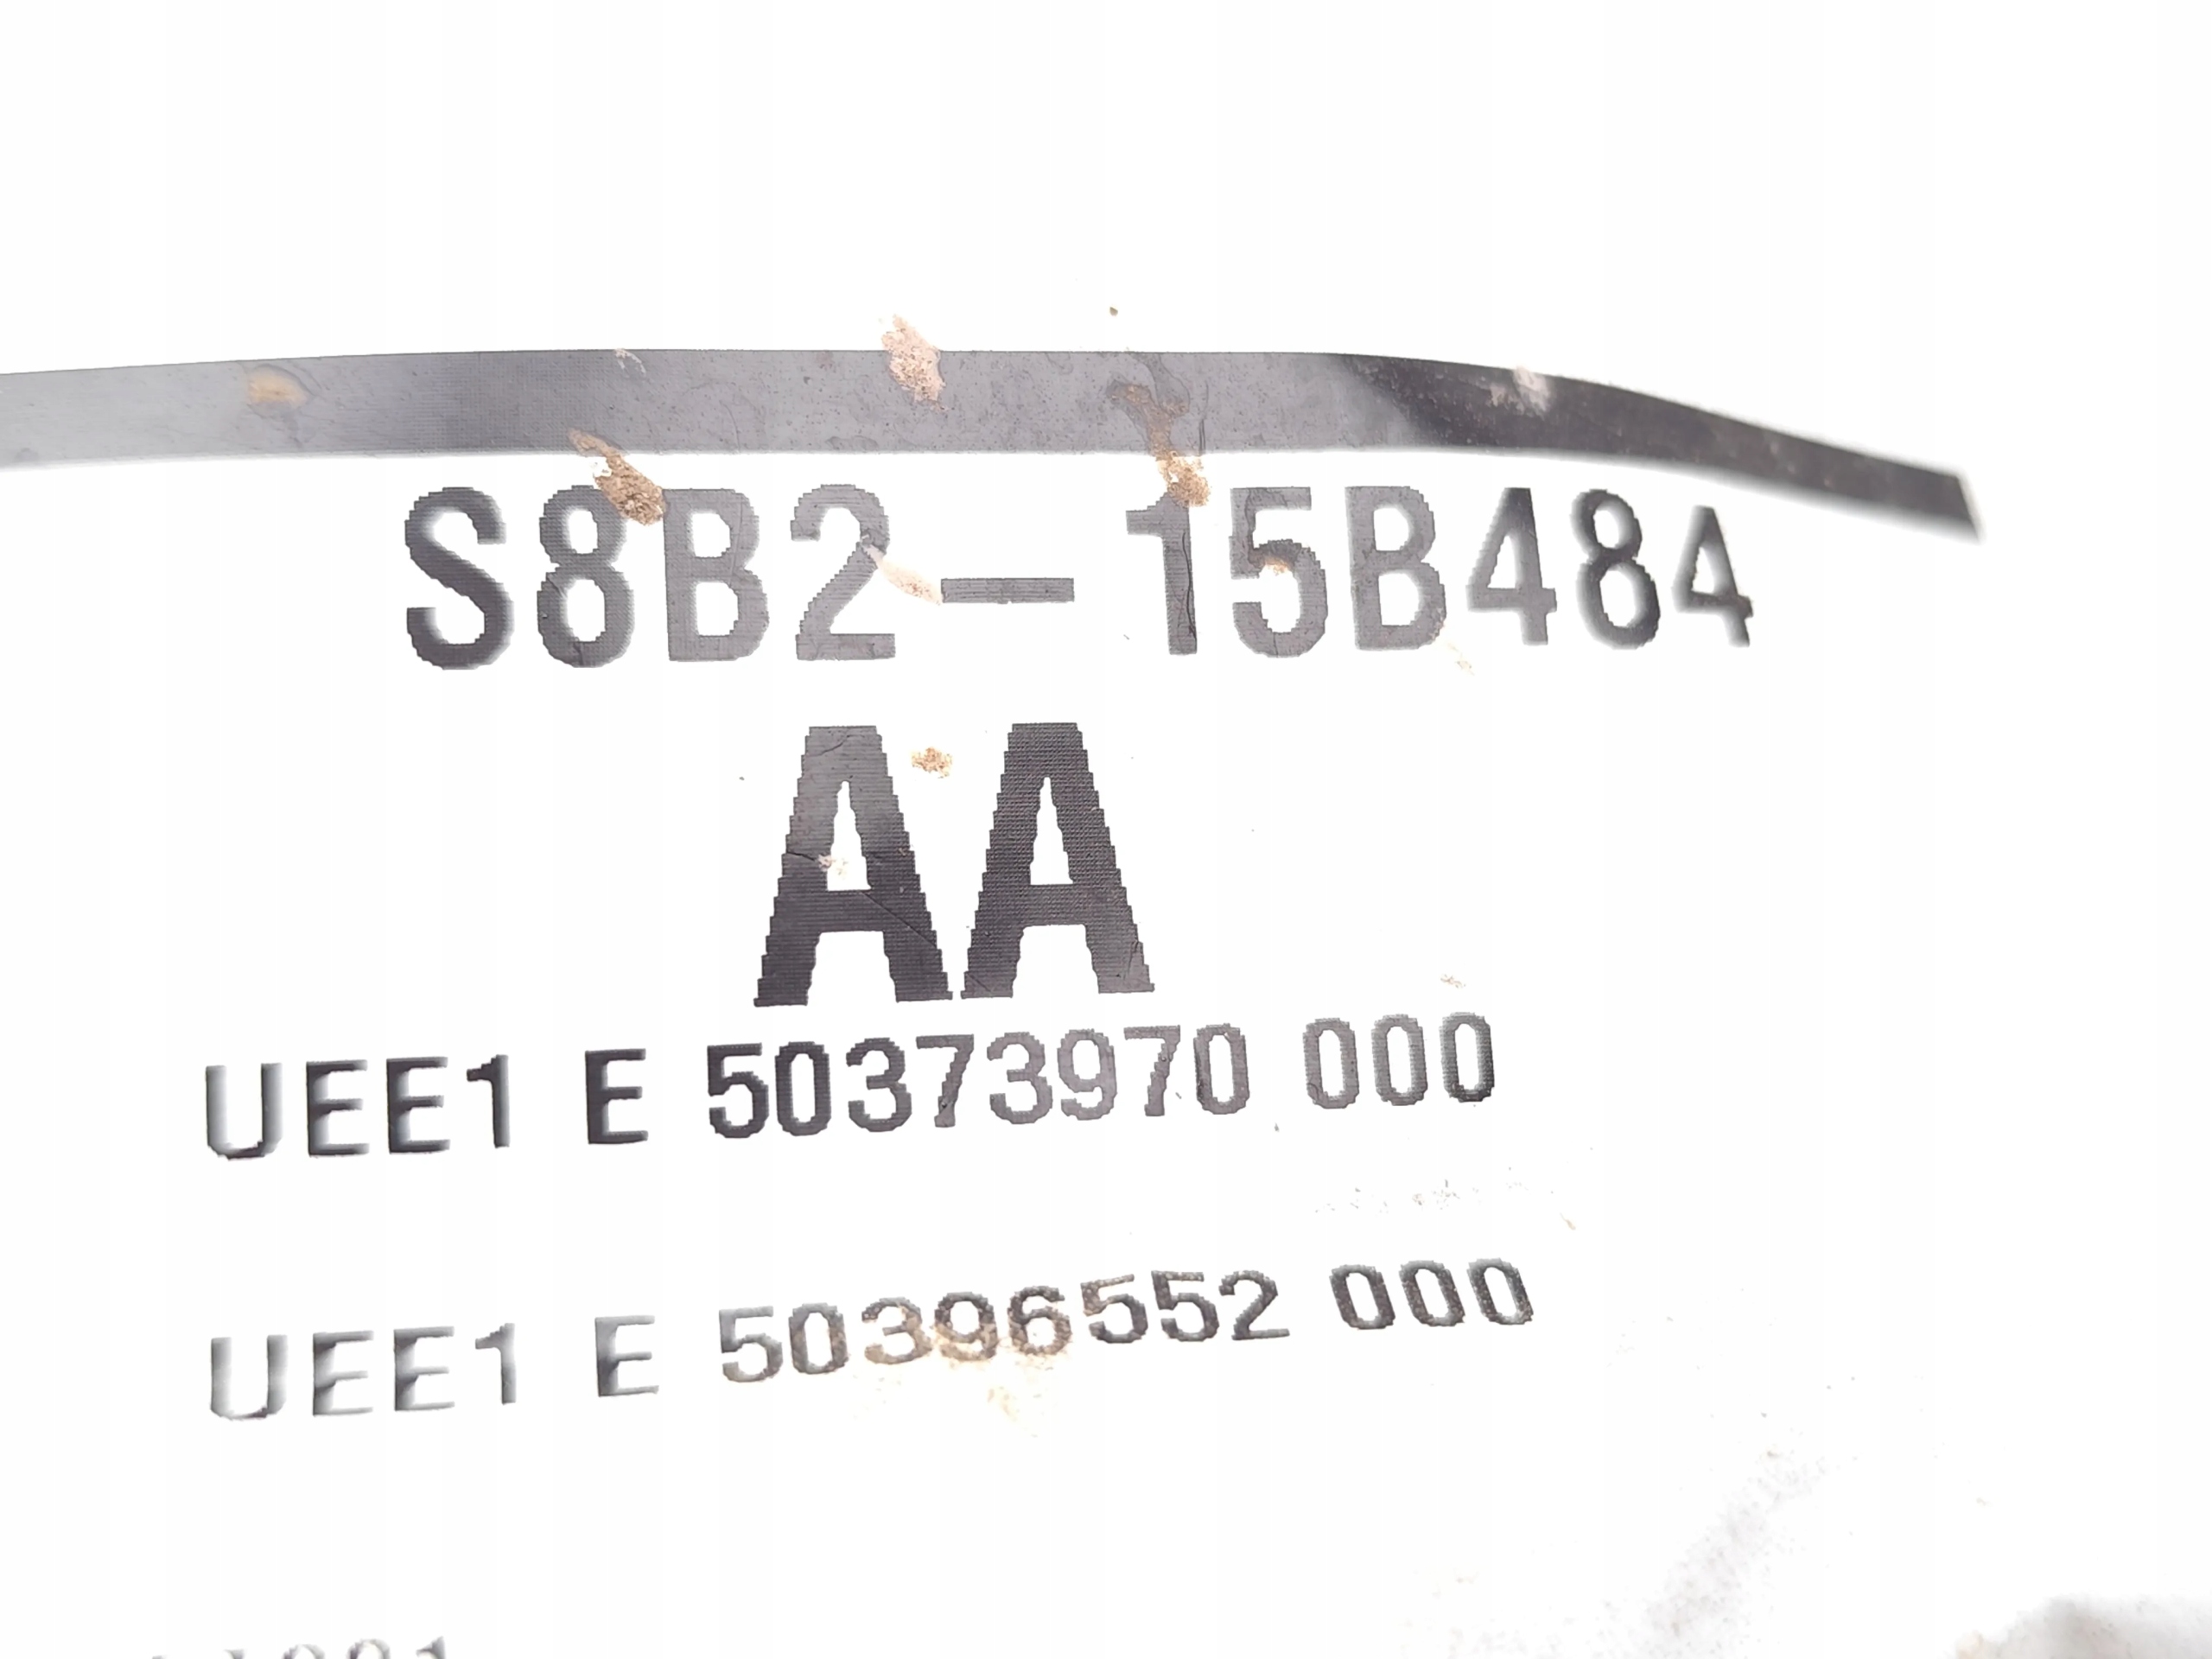 S8B2-15B484
AA
UEE1 E 50373970 000
UEE1 E 50396552 000